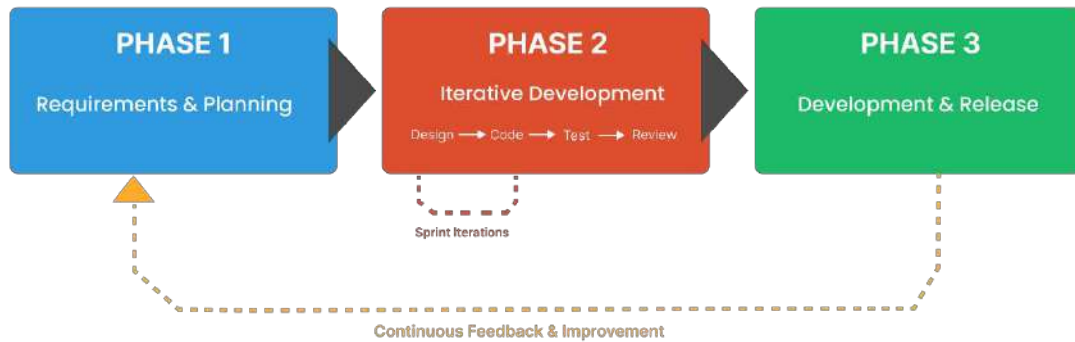 PHASE 1
Requirements & Planning
PHASE 2
Iterative Development
Design Code Test Review
PHASE 3
Development & Release
Sprint Iterations
Continuous Feedback & Improvement